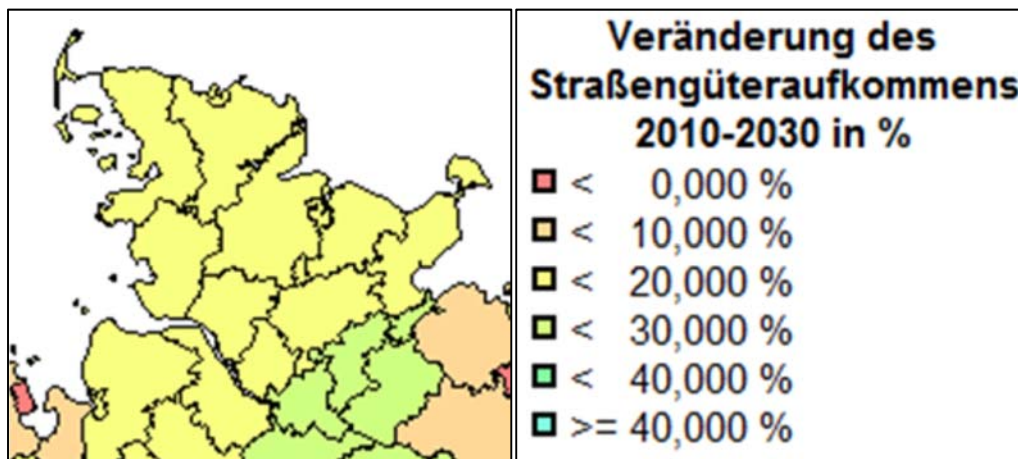 Veränderung des
Straßengüteraufkommens
2010-2030 in %
< 0,000 %
< 10,000 %
< 20,000 %
< 30,000 %
< 40,000 %
>= 40,000 %